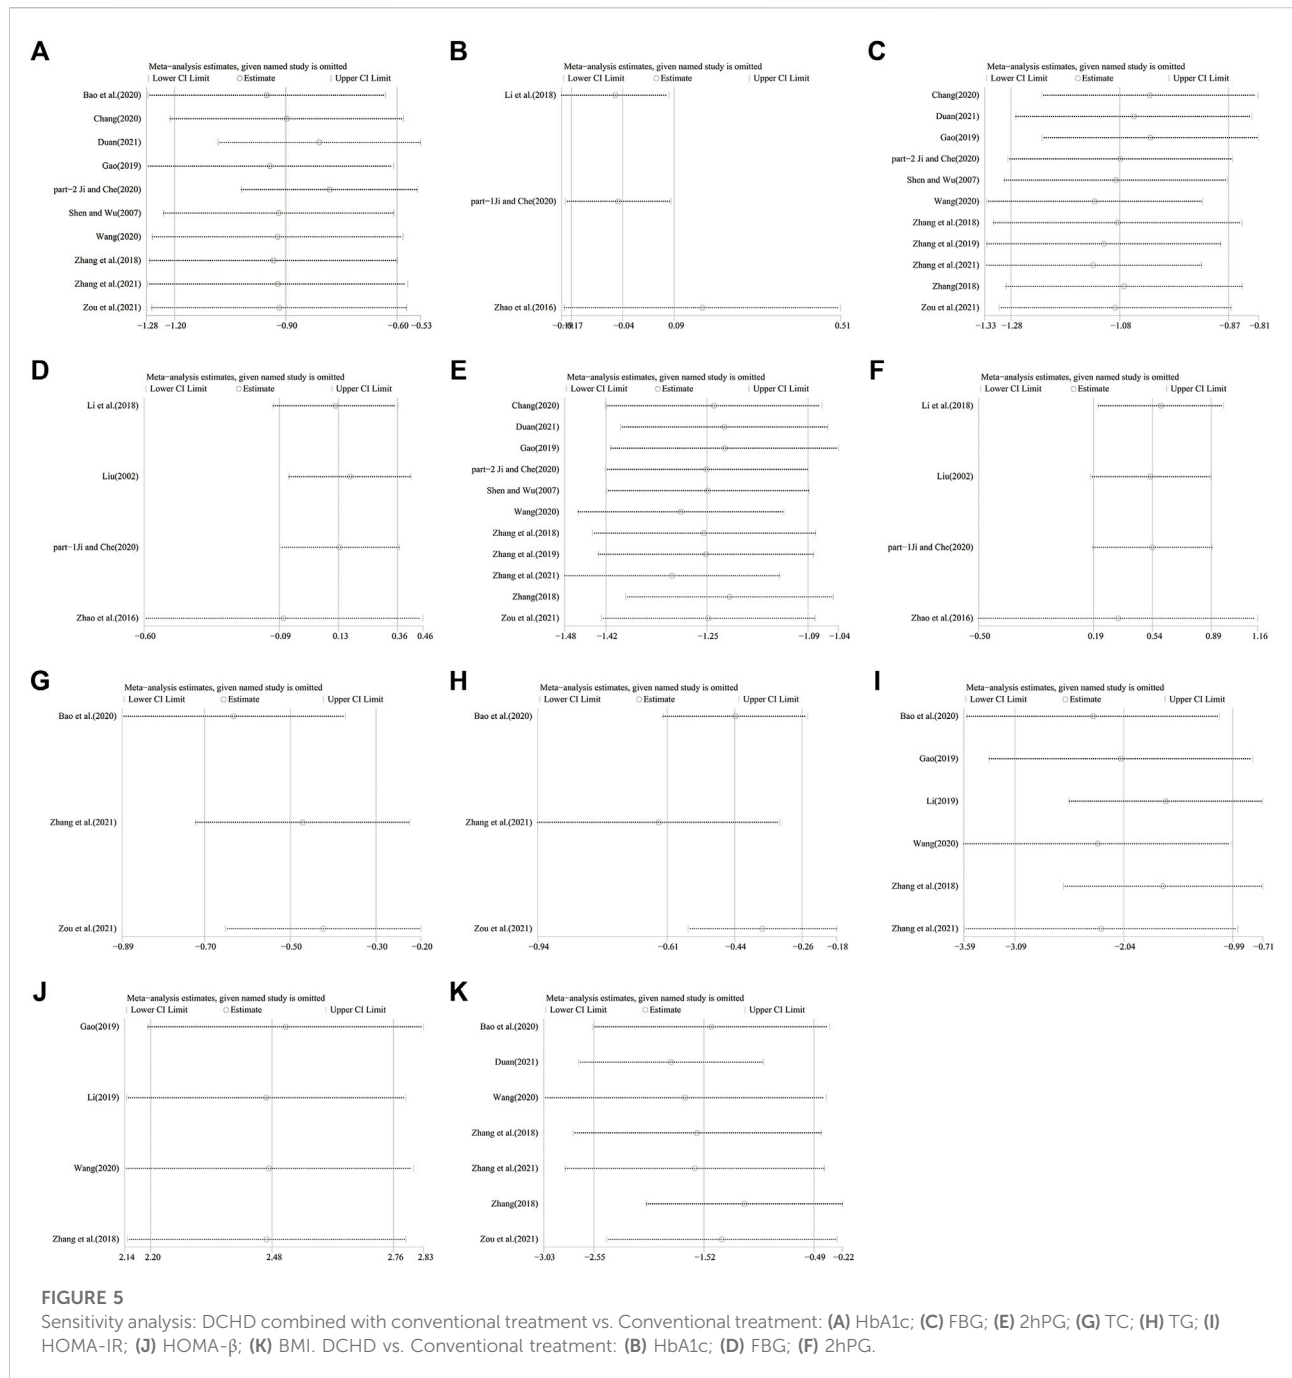 A
Meta-analysis estimates, given named study is omitted
Lower CI Limit Estimate Upper CI Limit
Bao et al.(2020)
Chang(2020)
Duan(2021)
Gao(2019)
part-2 Ji and Che(2020)
Shen and Wu(2007)
Wang(2020)
Zhang et al.(2018)
Zhang et al.(2021)
Zou et al.(2021)
-1.28 -1.20 -0.90 -0.60 -0.53
B
Meta-analysis estimates, given named study is omitted
Lower CI Limit Estimate Upper CI Limit
Li et al.(2018)
part-1Ji and Che(2020)
Zhao et al.(2016)
-0.04 0.09 0.51
C
Meta-analysis estimates, given named study is omitted
Lower CI Limit Estimate Upper CI Limit
Chang(2020)
Duan(2021)
Gao(2019)
part-2 Ji and Che(2020)
Shen and Wu(2007)
Wang(2020)
Zhang et al.(2018)
Zhang et al.(2019)
Zhang et al.(2021)
Zhang(2018)
Zou et al.(2021)
-1.33 -1.28 -1.08 -0.87 -0.81
D
Meta-analysis estimates, given named study is omitted
Lower CI Limit Estimate Upper CI Limit
Li et al.(2018)
Liu(2002)
part-1Ji and Che(2020)
Zhao et al.(2016)
-0.60 -0.09 0.13 0.36 0.46
E
Meta-analysis estimates, given named study is omitted
Lower CI Limit Estimate Upper CI Limit
Chang(2020)
Duan(2021)
Gao(2019)
part-2 Ji and Che(2020)
Shen and Wu(2007)
Wang(2020)
Zhang et al.(2018)
Zhang et al.(2019)
Zhang et al.(2021)
Zhang(2018)
Zou et al.(2021)
-1.48 -1.42 -1.25 -1.09 -1.04
F
Meta-analysis estimates, given named study is omitted
Lower CI Limit Estimate Upper CI Limit
Li et al.(2018)
Liu(2002)
part-1Ji and Che(2020)
Zhao et al.(2016)
-0.50 0.19 0.54 0.89 1.16
G
Meta-analysis estimates, given named study is omitted
Lower CI Limit Estimate Upper CI Limit
Bao et al.(2020)
Zhang et al.(2021)
Zou et al.(2021)
-0.89 -0.70 -0.50 -0.30 -0.20
H
Meta-analysis estimates, given named study is omitted
Lower CI Limit Estimate Upper CI Limit
Bao et al.(2020)
Zhang et al.(2021)
Zou et al.(2021)
-0.94 -0.61 -0.44 -0.26 -0.18
I
Meta-analysis estimates, given named study is omitted
Lower CI Limit Estimate Upper CI Limit
Bao et al.(2020)
Gao(2019)
Li(2019)
Wang(2020)
Zhang et al.(2018)
Zhang et al.(2021)
-3.59 -3.09 -2.04 -0.99 -0.71
J
Meta-analysis estimates, given named study is omitted
Lower CI Limit Estimate Upper CI Limit
Gao(2019)
Li(2019)
Wang(2020)
Zhang et al.(2018)
2.14 2.20 2.48 2.76 2.83
K
Meta-analysis estimates, given named study is omitted
Lower CI Limit Estimate Upper CI Limit
Bao et al.(2020)
Duan(2021)
Wang(2020)
Zhang et al.(2018)
Zhang et al.(2021)
Zhang(2018)
Zou et al.(2021)
-3.03 -2.55 -1.52 -0.49 -0.22
FIGURE 5
Sensitivity analysis: DCHD combined with conventional treatment vs. Conventional treatment: (A) HbA1c; (C) FBG; (E) 2hPG; (G) TC; (H) TG; (I)
HOMA-IR; (J) HOMA-β; (K) BMI. DCHD vs. Conventional treatment: (B) HbA1c; (D) FBG; (F) 2hPG.